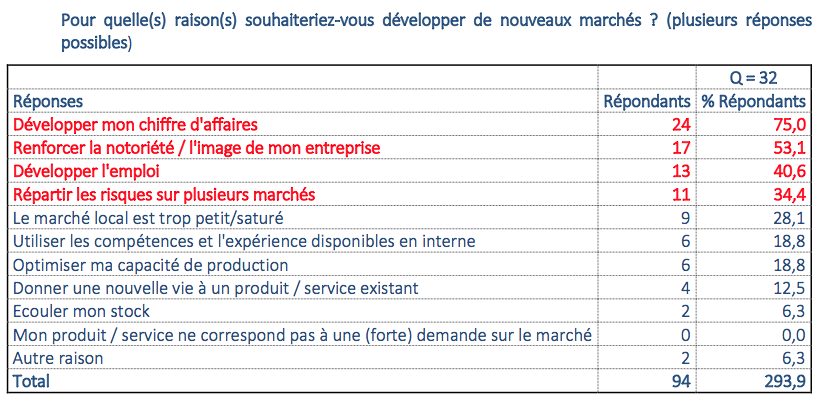 Pour quelle(s) raison(s) souhaiteriez-vous développer de nouveaux marchés ? (plusieurs réponses
possibles)
Q = 32
Réponses Répondants % Répondants
Développer mon chiffre d'affaires 24 75,0
Renforcer la notoriété / l'image de mon entreprise 17 53,1
Développer l'emploi 13 40,6
Répartir les risques sur plusieurs marchés 11 34,4
Le marché local est trop petit/saturé 9 28,1
Utiliser les compétences et l'expérience disponibles en interne 6 18,8
Optimiser ma capacité de production 6 18,8
Donner une nouvelle vie à un produit / service existant 4 12,5
Ecouler mon stock 2 6,3
Mon produit / service ne correspond pas à une (forte) demande sur le marché 0 0,0
Autre raison 2 6,3
Total 94 293,9